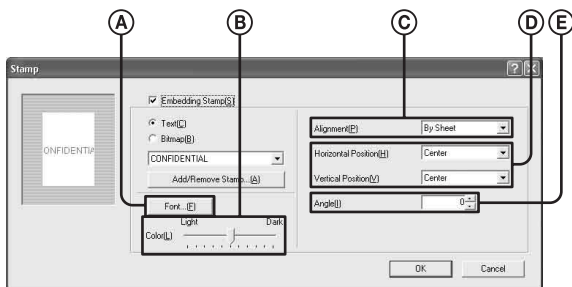 A B C D E
Stamp
Embedding Stamp(S)
Text(C)
Bitmap(B)
CONFIDENTIAL
Add/Remove Stamp...(A)
Font...(F)
Light Dark
Color(L)
ONFIDENTIA
Alignment(P) By Sheet
Horizontal Position(H) Center
Vertical Position(V) Center
Angle(I) 0
OK Cancel